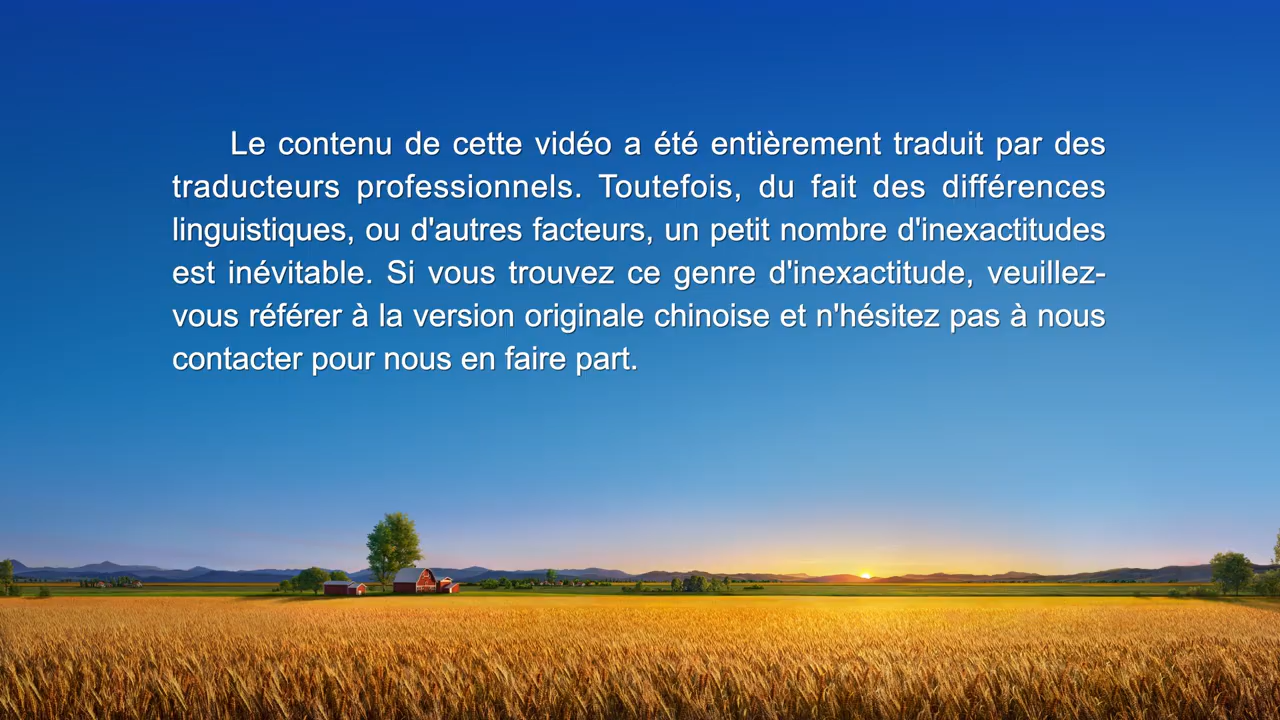 Le contenu de cette vidéo a été entièrement traduit par des
traducteurs professionnels. Toutefois, du fait des différences
linguistiques, ou d'autres facteurs, un petit nombre d'inexactitudes
est inévitable. Si vous trouvez ce genre d'inexactitude, veuillez-
vous référer à la version originale chinoise et n'hésitez pas à nous
contacter pour nous en faire part.